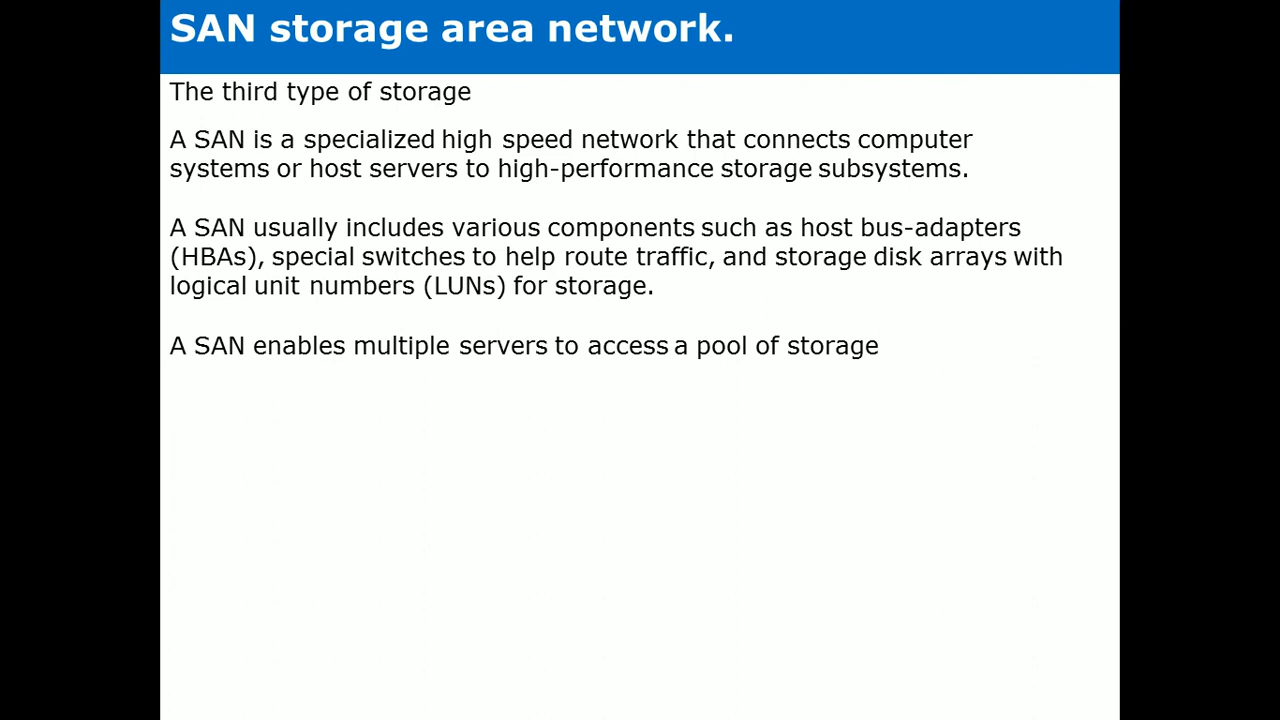 SAN storage area network.
The third type of storage
A SAN is a specialized high speed network that connects computer
systems or host servers to high-performance storage subsystems.
A SAN usually includes various components such as host bus-adapters
(HBAs), special switches to help route traffic, and storage disk arrays with
logical unit numbers (LUNs) for storage.
A SAN enables multiple servers to access a pool of storage